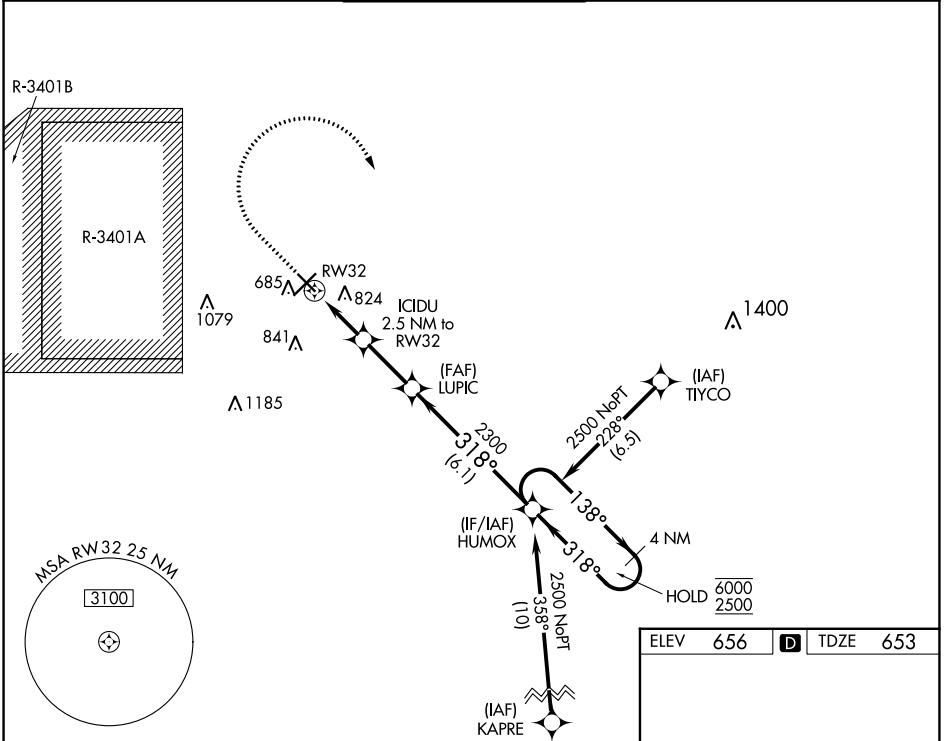 R-3401B
R-3401A
1079
1185
685
841
RW32
824
ICIDU
2.5 NM to
RW32
(FAF)
LUPIC
2300
318°
(6.1)
1400
(IAF)
TIYCO
2500 NoPT
228°
(6.5)
(IF/IAF)
HUMOX
138°
318°
4 NM
HOLD 6000
2500
2500 NoPT
358°
(10)
(IAF)
KAPRE
MSA RW32 25 NM
3100
ELEV 656 D TDZE 653